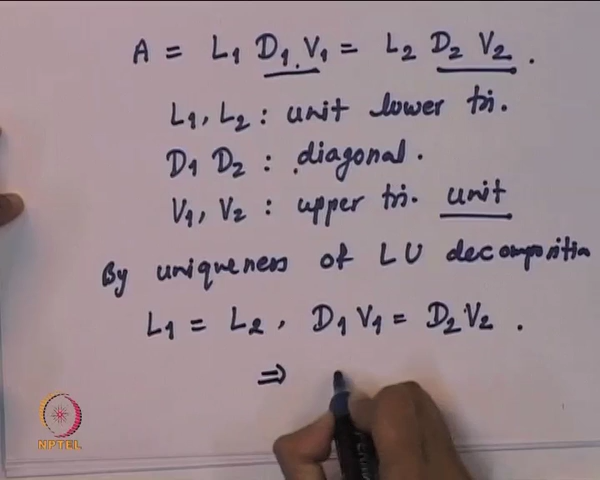 A = L₁ D₁ V₁ = L₂ D₂ V₂ .
L₁, L₂ : unit lower tri.
D₁ D₂ : diagonal.
V₁, V₂ : upper tri. unit
By uniqueness of LU decomposition
L₁ = L₂ , D₁ V₁ = D₂ V₂ .
⇒
NPTEL